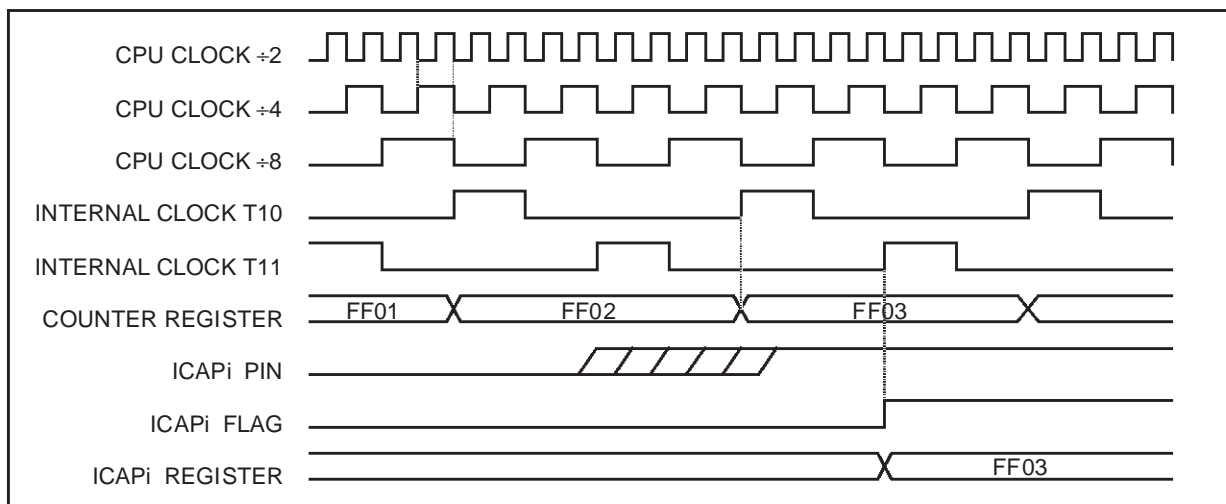 CPU CLOCK ÷2
CPU CLOCK ÷4
CPU CLOCK ÷8
INTERNAL CLOCK T10
INTERNAL CLOCK T11
COUNTER REGISTER FF01 FF02 FF03
ICAPi PIN
ICAPi FLAG
ICAPi REGISTER FF03